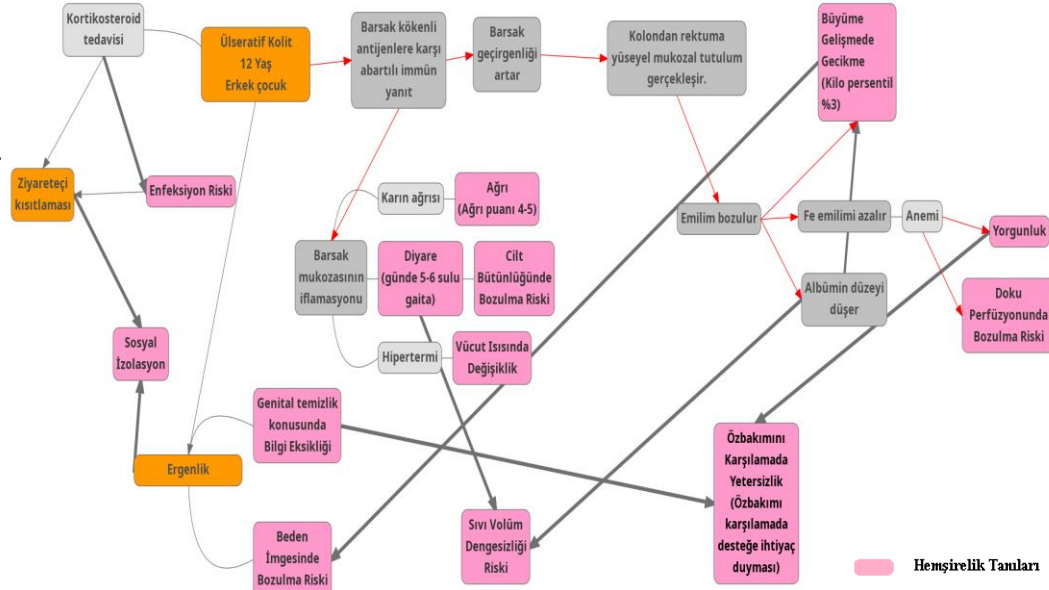 Kortikosteroid
tedavisi
Ülseratif Kolit
12 Yaş
Erkek çocuk
Barsak kökenli
antijenlere karşı
abartılı immün
yanıt
Barsak
geçirgenliği
artar
Kolondan rektuma
yüseyel mukozal tutulum
gerçekleşir.
Büyüme
Gelişmede
Gecikme
(Kilo persentil
%3)
Ziyareteçi
kısıtlaması
Enfeksiyon Riski
Karın ağrısı
Ağrı
(Ağrı puanı 4-5)
Emilim bozulur
Fe emilimi azalır
Anemi
Yorgunluk
Barsak
mukozasının
iflamasyonu
Diyare
(günde 5-6 sulu
gaita)
Cilt
Bütünlüğünde
Bozulma Riski
Albümin düzeyi
düşer
Doku
Perfüzyonunda
Bozulma Riski
Sosyal
İzolasyon
Hipertermi
Vücut Isısında
Değişiklik
Genital temizlik
konusunda
Bilgi Eksikliği
Ergenlik
Özbakımını
Karşılamada
Yetersizlik
(Özbakımı
karşılamada
desteğe ihtiyaç
duyması)
Beden
İmgesinde
Bozulma Riski
Sıvı Volüm
Dengesizliği
Riski
Hemşirelik Tanıları